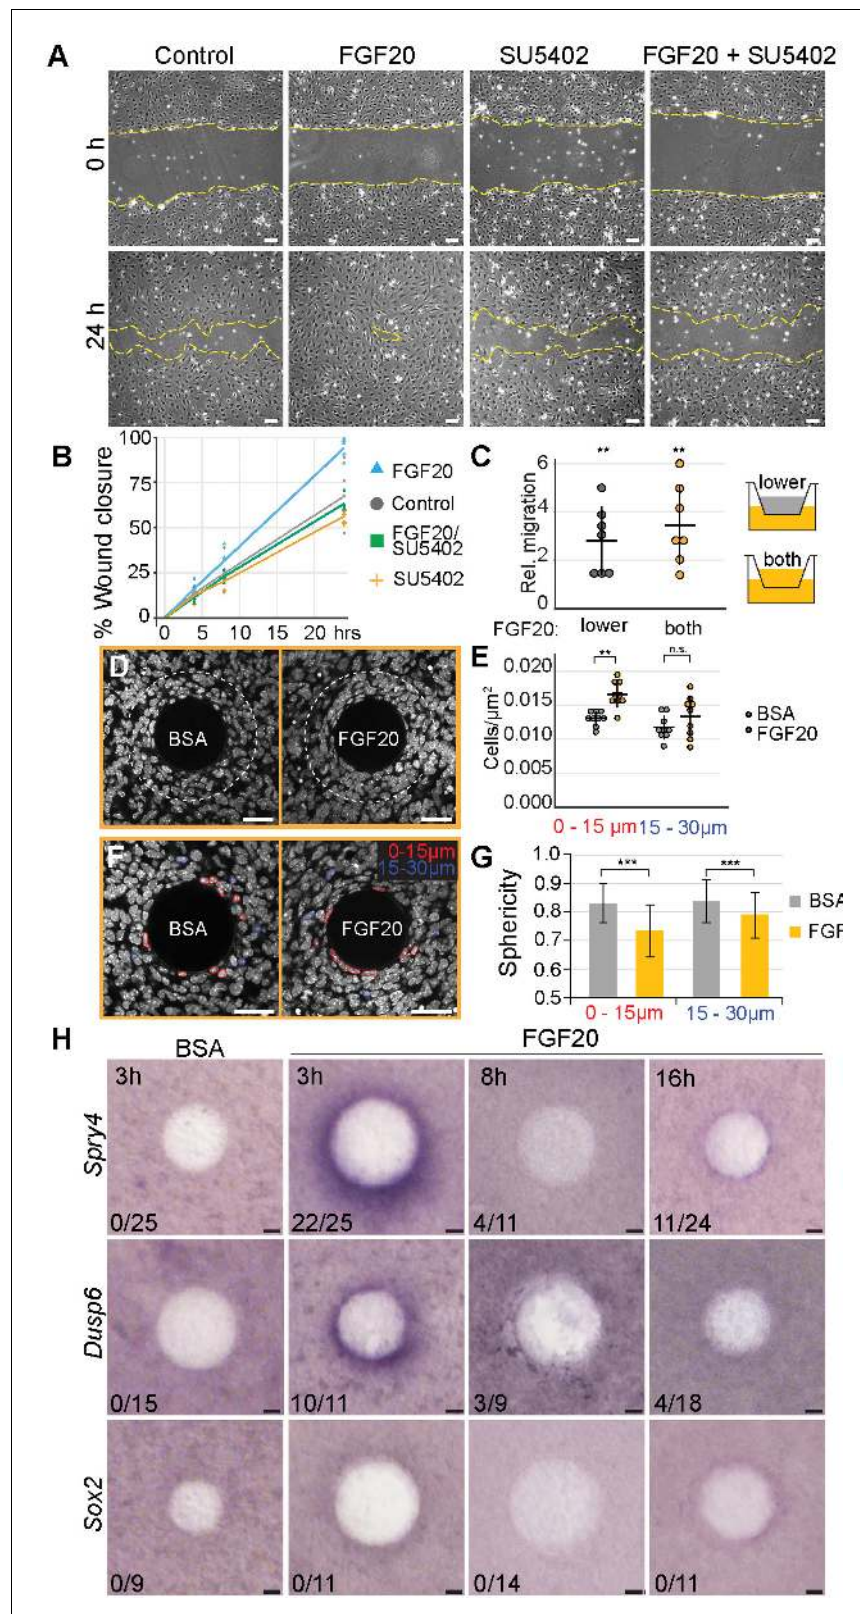 A
Control
FGF20
SU5402
FGF20 + SU5402
0 h
24 h
B
% Wound closure
100
75
50
25
0
0
5
10
15
20
hrs
FGF20
Control
FGF20/
SU5402
SU5402
C
**
**
Rel. migration
6
4
2
0
FGF20:
lower
both
lower
both
D
BSA
FGF20
E
Cells/µm²
0.020
0.015
0.010
0.005
0.000
**
n.s.
BSA
FGF20
0 - 15 µm
15 - 30µm
F
0-15µm
15-30µm
BSA
FGF20
G
Sphericity
1.0
0.9
0.8
0.7
0.6
0.5
***
***
BSA
FGF
0 - 15µm
15 - 30µm
H
BSA
FGF20
3h
3h
8h
16h
Spry4
0/25
22/25
4/11
11/24
Dusp6
0/15
10/11
3/9
4/18
Sox2
0/9
0/11
0/14
0/11